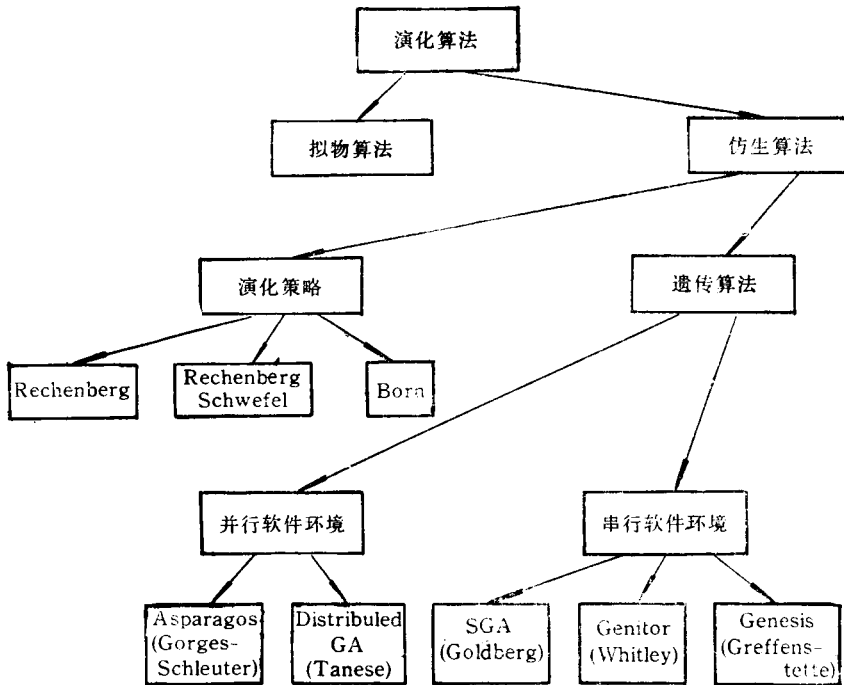 演化算法
拟物算法
仿生算法
演化策略
遗传算法
Rechenberg
Rechenberg
Schwefel
Born
并行软件环境
串行软件环境
Asparagos
(Gorges-
Schleuter)
Distribuled
GA
(Tanese)
SGA
(Goldberg)
Genitor
(Whitley)
Genesis
(Greffens-
tette)